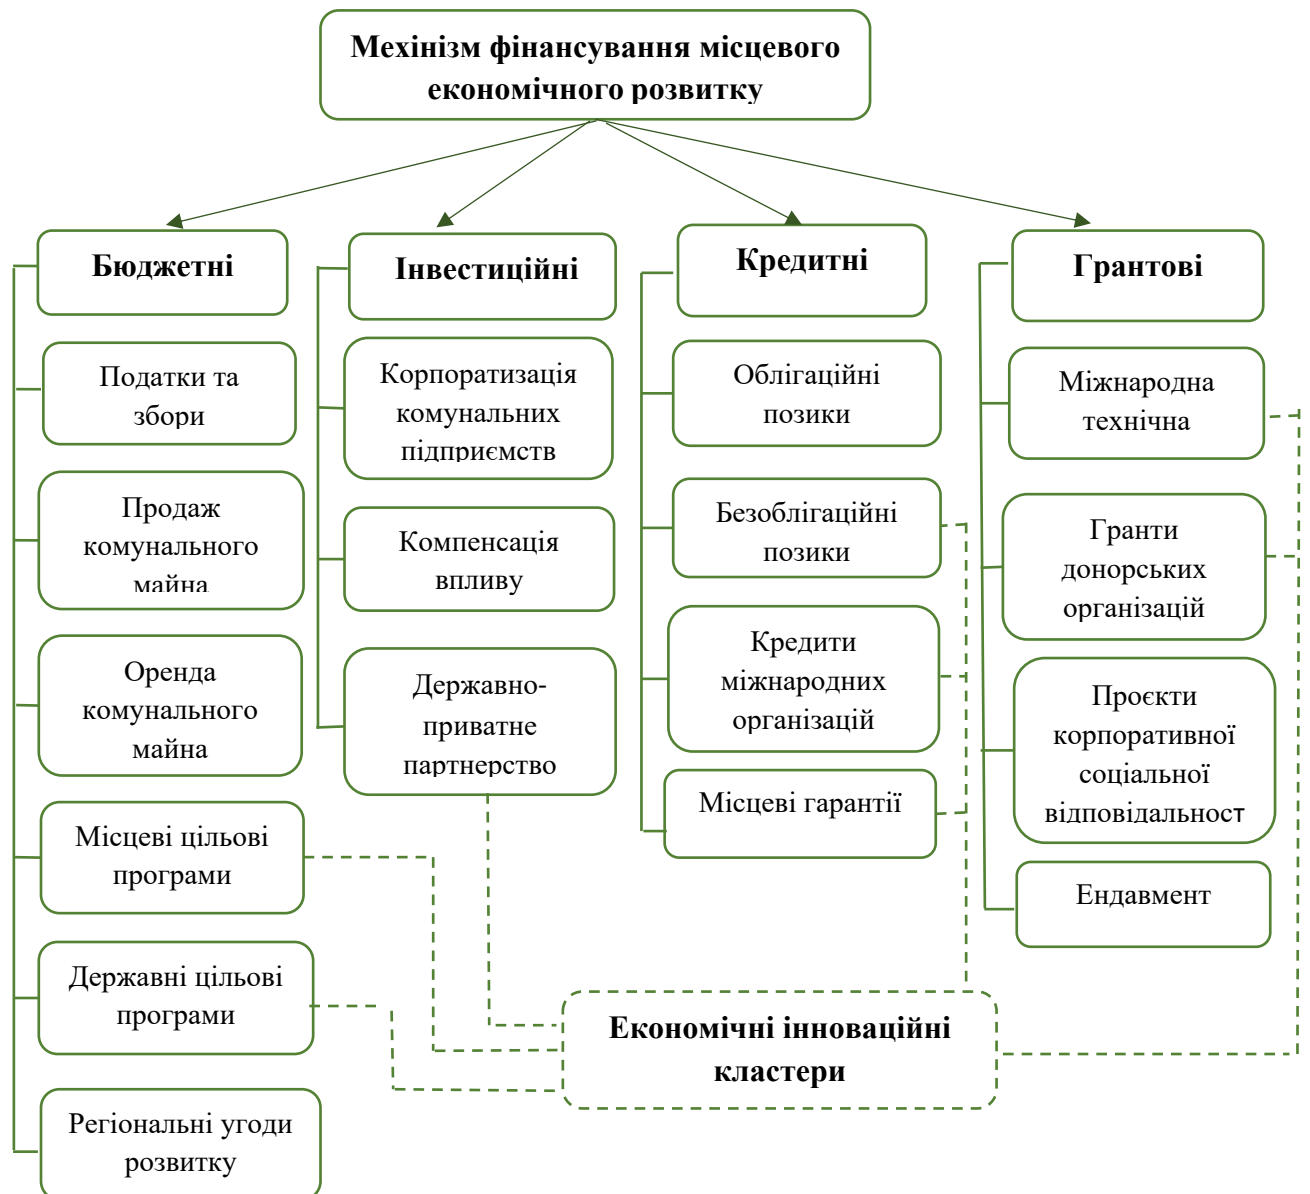 Мехінізм фінансування місцевого
економічного розвитку
Бюджетні
Податки та
збори
Продаж
комунального
майна
Оренда
комунального
майна
Місцеві цільові
програми
Державні цільові
програми
Регіональні угоди
розвитку
Інвестиційні
Корпоратизація
комунальних
підприємств
Компенсація
впливу
Державно-
приватне
партнерство
Кредитні
Облігаційні
позики
Безоблігаційні
позики
Кредити
міжнародних
організацій
Місцеві гарантії
Грантові
Міжнародна
технічна
Гранти
донорських
організацій
Проєкти
корпоративної
соціальної
відповідальност
Ендавмент
Економічні інноваційні
кластери